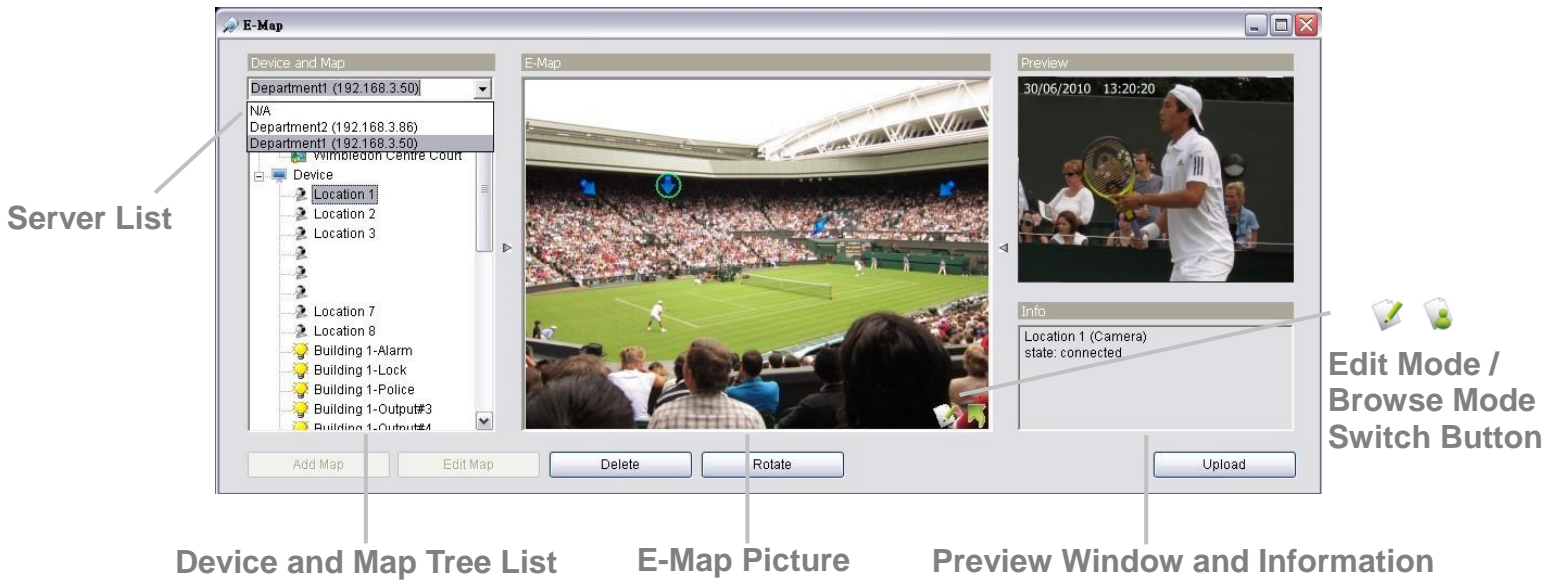 E-Map
Device and Map
E-Map
Preview
Department1 (192.168.3.50)
N/A
Department2 (192.168.3.86)
Department1 (192.168.3.50)
Wimbledon Centre Court
Device
Location 1
Location 2
Location 3
Location 7
Location 8
Building 1-Alarm
Building 1-Lock
Building 1-Police
Building 1-Output#3
Building 1-Output#4
30/06/2010 13:20:20
Info
Location 1 (Camera)
state: connected
Add Map
Edit Map
Delete
Rotate
Upload
Server List
Edit Mode /
Browse Mode
Switch Button
Device and Map Tree List
E-Map Picture
Preview Window and Information